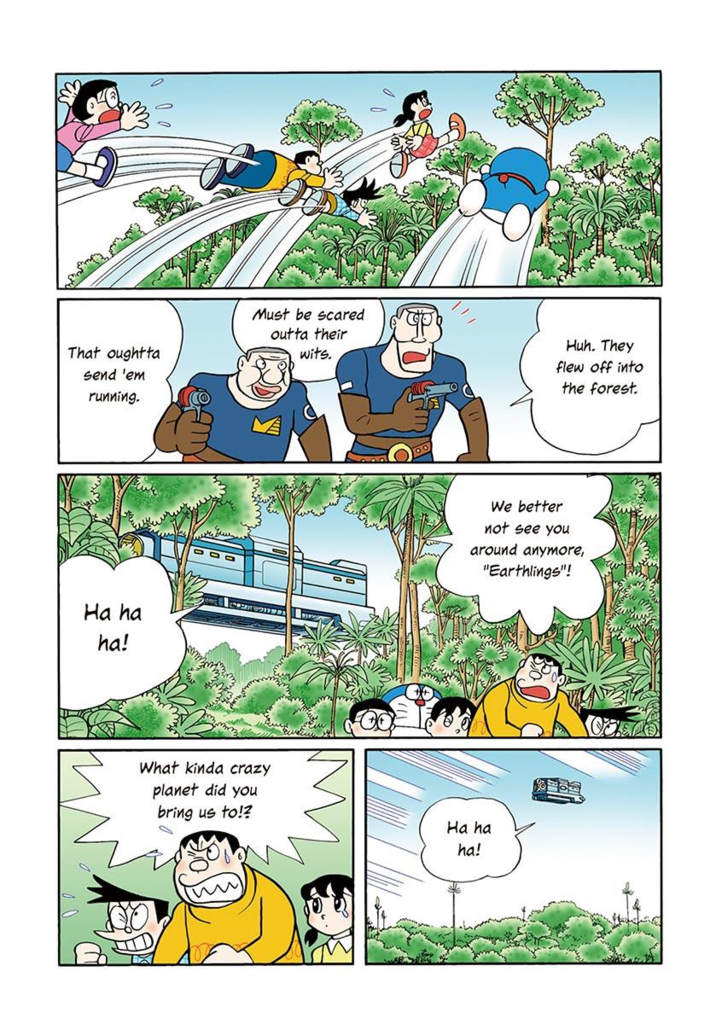 Huh. They
flew off into
the forest.
Must be scared
outta their
wits.
That oughtta
send 'em
running.
We better
not see you
around anymore,
"Earthlings"!
Ha ha
ha!
Ha ha
ha!
What kinda crazy
planet did you
bring us to!?